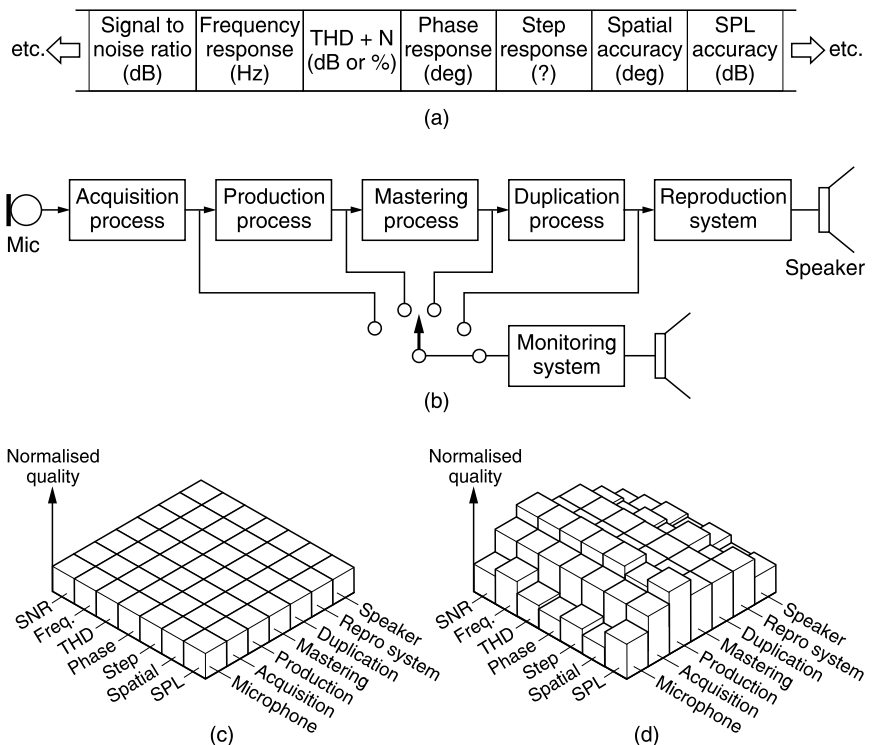 etc.
Signal to
noise ratio
(dB)
Frequency
response
(Hz)
THD + N
(dB or %)
Phase
response
(deg)
Step
response
(?)
Spatial
accuracy
(deg)
SPL
accuracy
(dB)
etc.
(a)
Mic
Acquisition
process
Production
process
Mastering
process
Duplication
process
Reproduction
system
Speaker
Monitoring
system
(b)
Normalised
quality
SNR
Freq.
THD
Phase
Step
Spatial
SPL
Speaker
Repro system
Duplication
Mastering
Production
Acquisition
Microphone
(c)
Normalised
quality
SNR
Freq.
THD
Phase
Step
Spatial
SPL
Speaker
Repro system
Duplication
Mastering
Production
Acquisition
Microphone
(d)